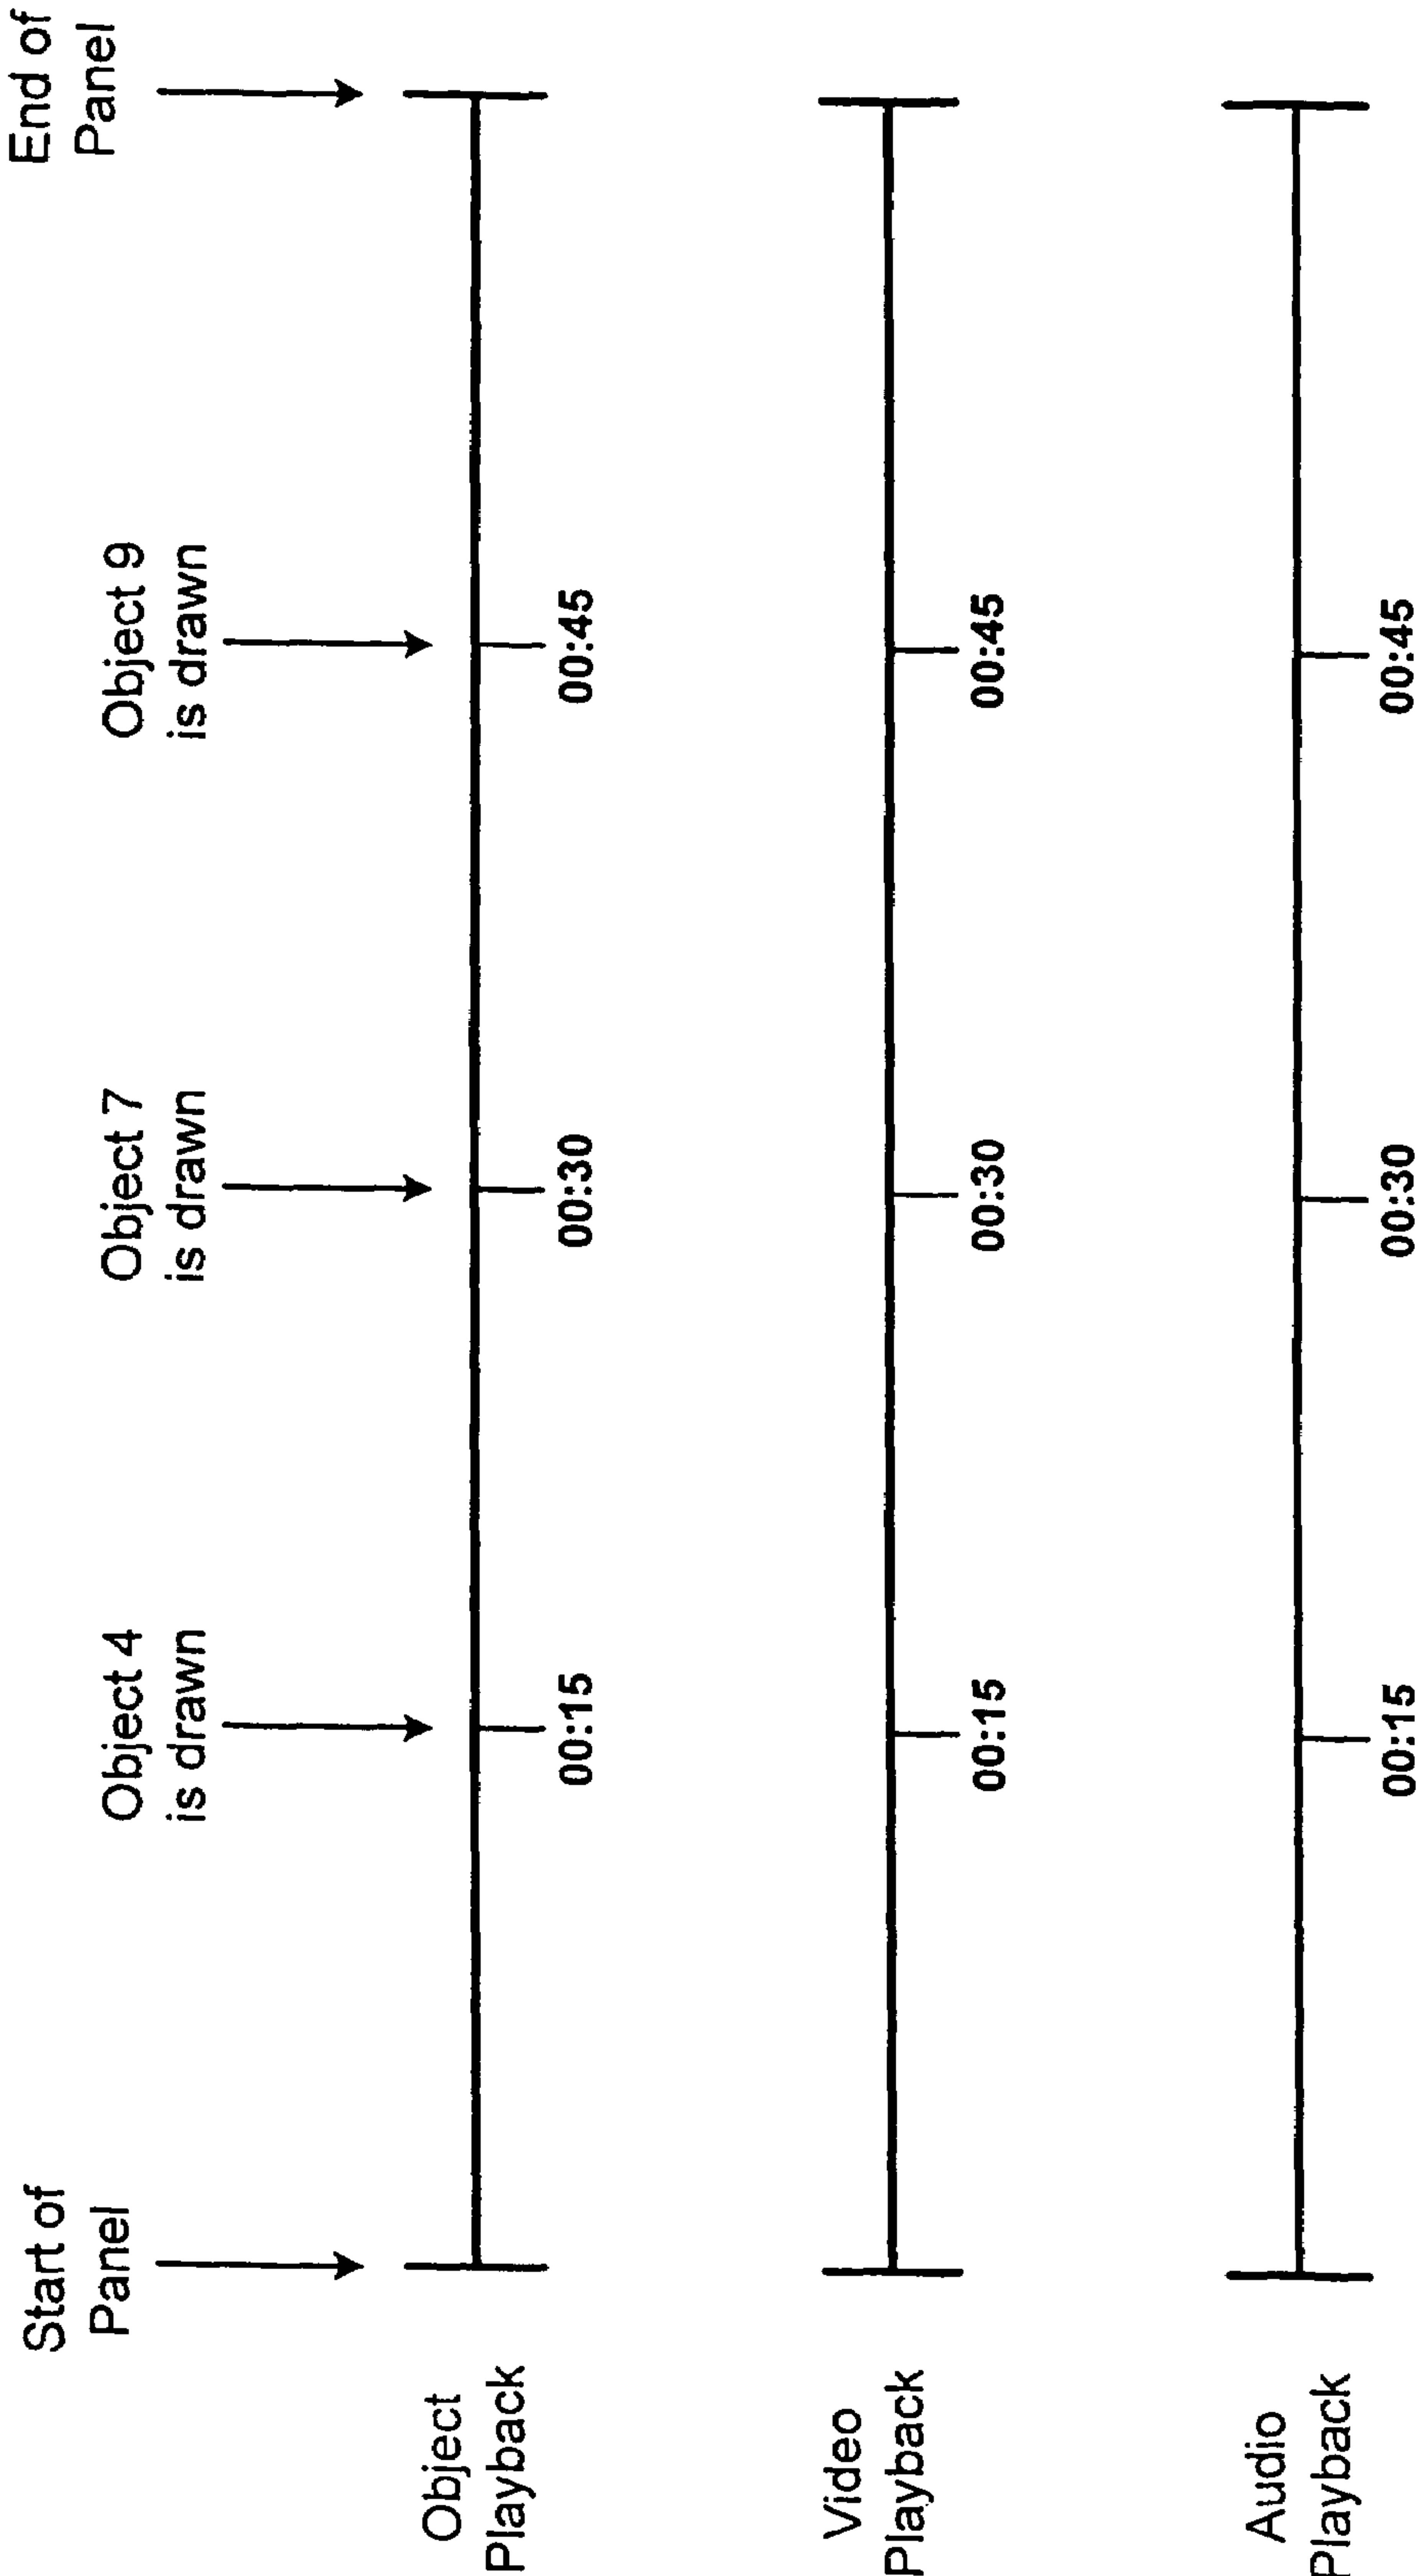 Start of
Panel
Object 4
is drawn
Object 7
is drawn
Object 9
is drawn
End of
Panel
Object
Playback
00:15
00:30
00:45
Video
Playback
00:15
00:30
00:45
Audio
Playback
00:15
00:30
00:45